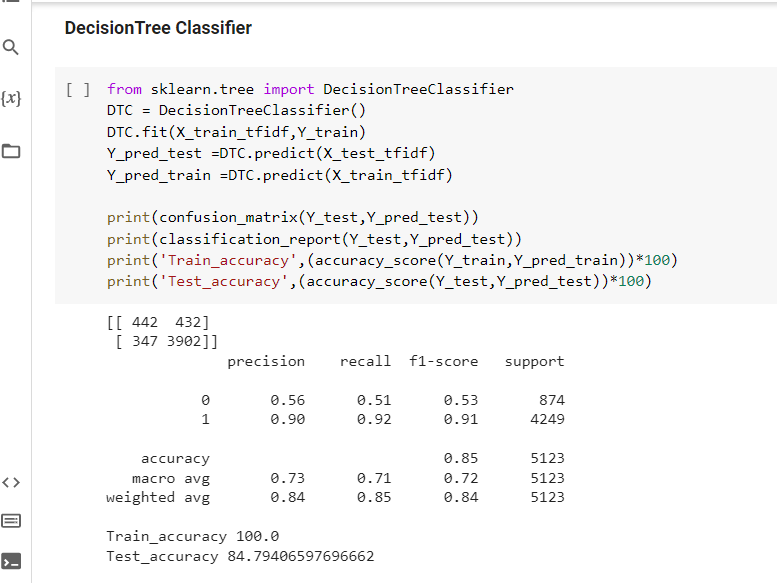 DecisionTree Classifier
[ ] from sklearn.tree import DecisionTreeClassifier
DTC = DecisionTreeClassifier()
DTC.fit(X_train_tfidf,Y_train)
Y_pred_test =DTC.predict(X_test_tfidf)
Y_pred_train =DTC.predict(X_train_tfidf)

print(confusion_matrix(Y_test,Y_pred_test))
print(classification_report(Y_test,Y_pred_test))
print('Train_accuracy',(accuracy_score(Y_train,Y_pred_train))*100)
print('Test_accuracy',(accuracy_score(Y_test,Y_pred_test))*100)
[[ 442  432]
 [ 347 3902]]
precision recall f1-score support
0 0.56 0.51 0.53 874
1 0.90 0.92 0.91 4249
accuracy 0.85 5123
macro avg 0.73 0.71 0.72 5123
weighted avg 0.84 0.85 0.84 5123
Train_accuracy 100.0
Test_accuracy 84.79406597696662
{x}
<>